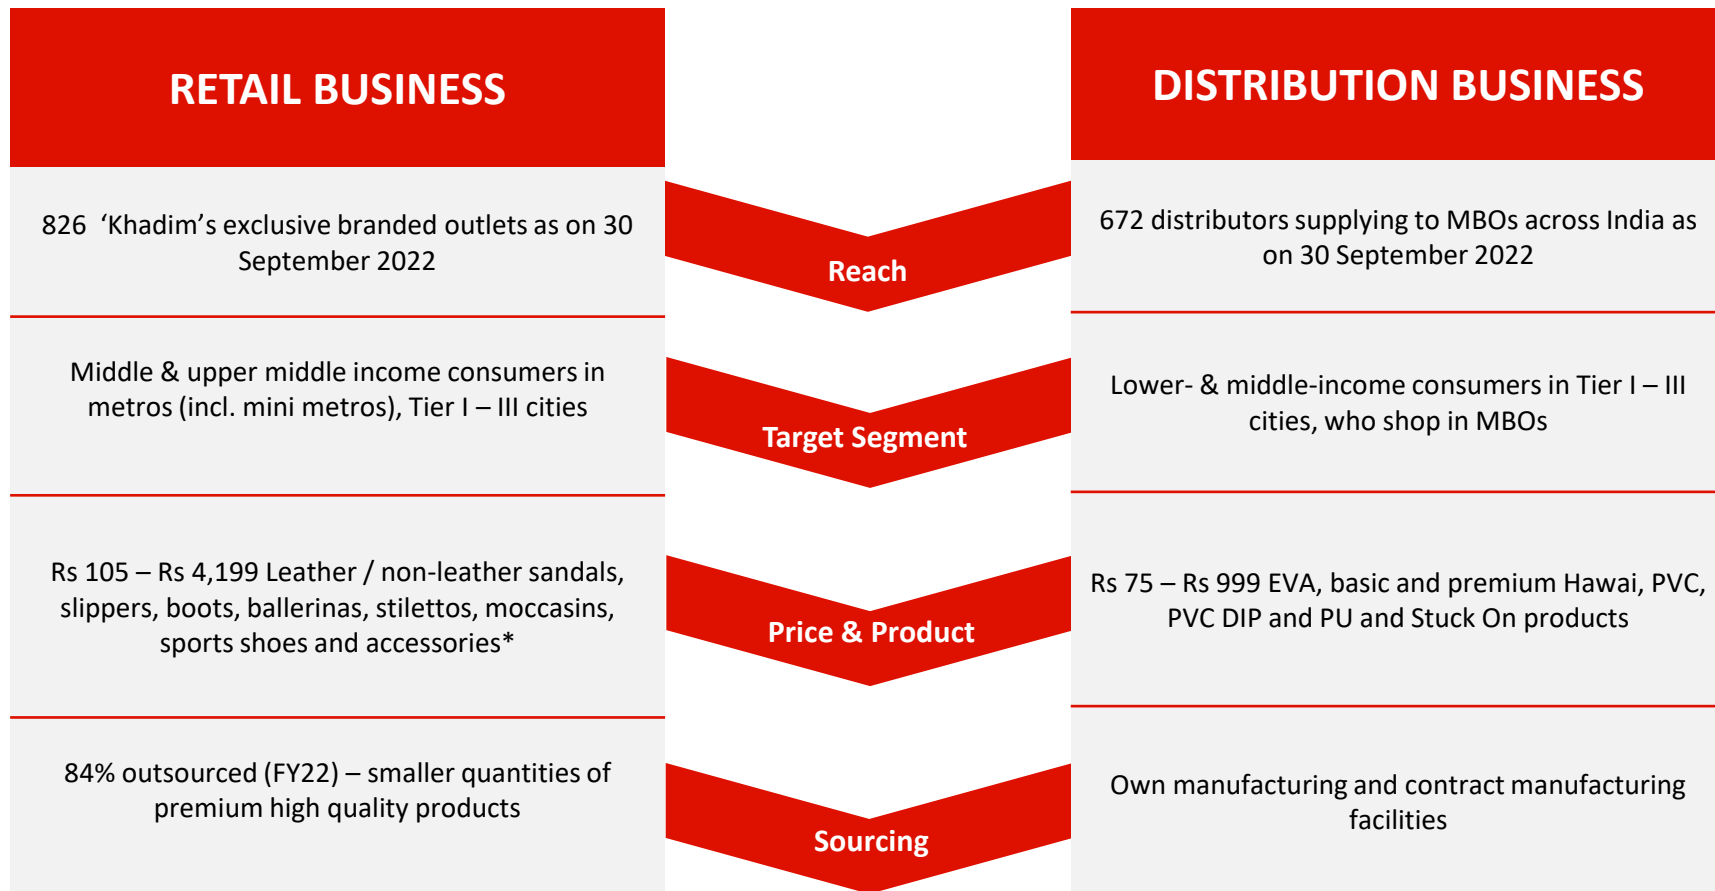 RETAIL BUSINESS
DISTRIBUTION BUSINESS
826  ‘Khadim’s exclusive branded outlets as on 30
September 2022
Reach
672 distributors supplying to MBOs across India as
on 30 September 2022
Middle & upper middle income consumers in
metros (incl. mini metros), Tier I – III cities
Target Segment
Lower- & middle-income consumers in Tier I – III
cities, who shop in MBOs
Rs 105 – Rs 4,199 Leather / non-leather sandals,
slippers, boots, ballerinas, stilettos, moccasins,
sports shoes and accessories*
Price & Product
Rs 75 – Rs 999 EVA, basic and premium Hawai, PVC,
PVC DIP and PU and Stuck On products
84% outsourced (FY22) – smaller quantities of
premium high quality products
Sourcing
Own manufacturing and contract manufacturing
facilities